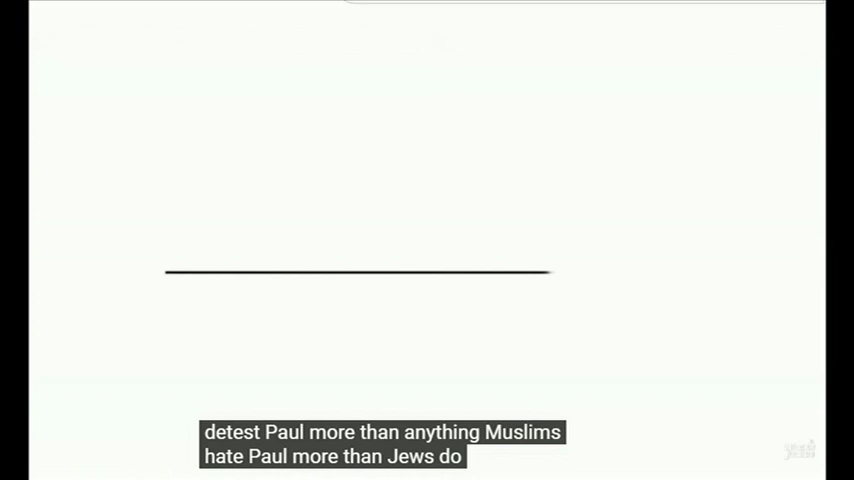 detest Paul more than anything Muslims
hate Paul more than Jews do